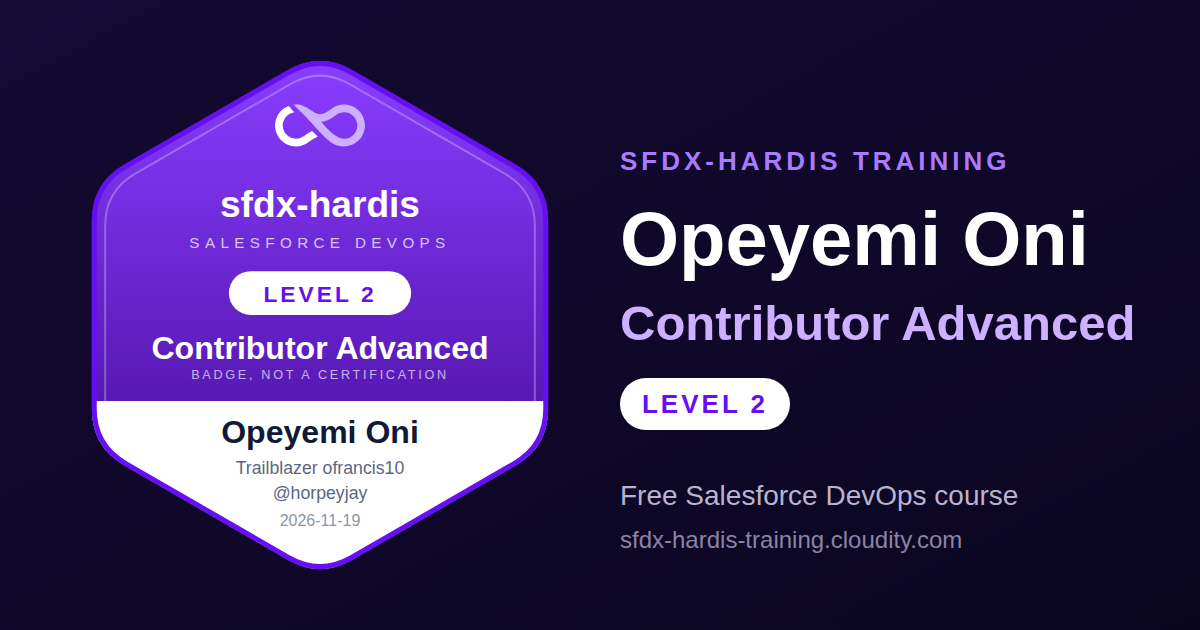 sfdx-hardis
SALESFORCE DEVOPS
LEVEL 2
Contributor Advanced
BADGE, NOT A CERTIFICATION
Opeyemi Oni
Trailblazer ofrancis10
@horpeyjay
2026-11-19
SFDX-HARDIS TRAINING
Opeyemi Oni
Contributor Advanced
LEVEL 2
Free Salesforce DevOps course
sfdx-hardis-training.cloudity.com